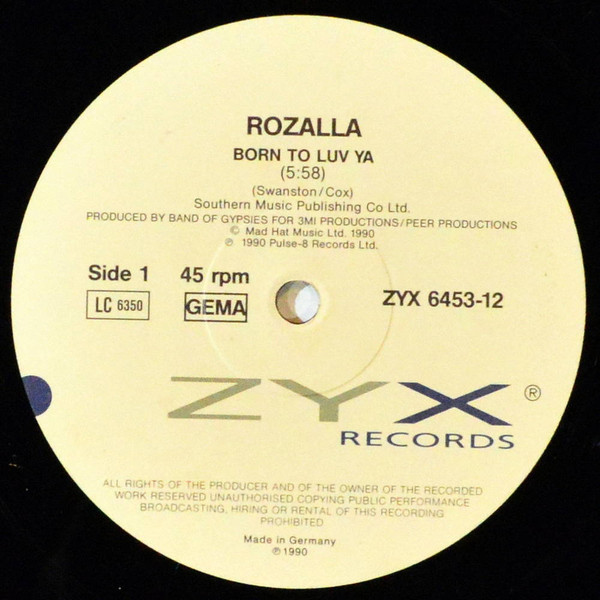 ROZALLA
BORN TO LUV YA
(5:58)
(Swanston/Cox)
Southern Music Publishing Co Ltd.
PRODUCED BY BAND OF GYPSIES FOR 3MI PRODUCTIONS/PEER PRODUCTIONS
© Mad Hat Music Ltd. 1990
℗ 1990 Pulse-8 Records Ltd.
Side 1 45 rpm
LC 6350 GEMA ZYX 6453-12
ZYX ®
RECORDS
ALL RIGHTS OF THE PRODUCER AND OF THE OWNER OF THE RECORDED
WORK RESERVED UNAUTHORISED COPYING PUBLIC PERFORMANCE
BROADCASTING, HIRING OR RENTAL OF THIS RECORDING
PROHIBITED
Made in Germany
℗ 1990